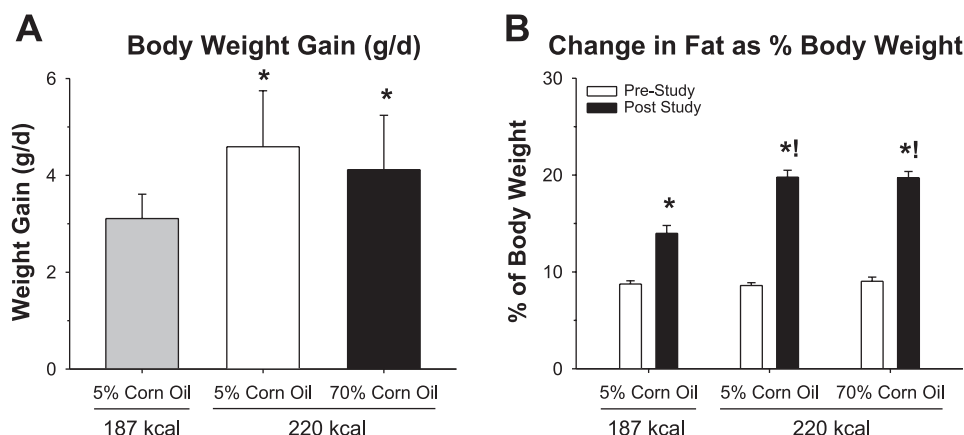 A
Body Weight Gain (g/d)
Weight Gain (g/d)
6
4
2
0
*
*
5% Corn Oil
5% Corn Oil
70% Corn Oil
187 kcal
220 kcal
B
Change in Fat as % Body Weight
% of Body Weight
30
20
10
0
Pre-Study
Post Study
*
*!
*!
5% Corn Oil
5% Corn Oil
70% Corn Oil
187 kcal
220 kcal